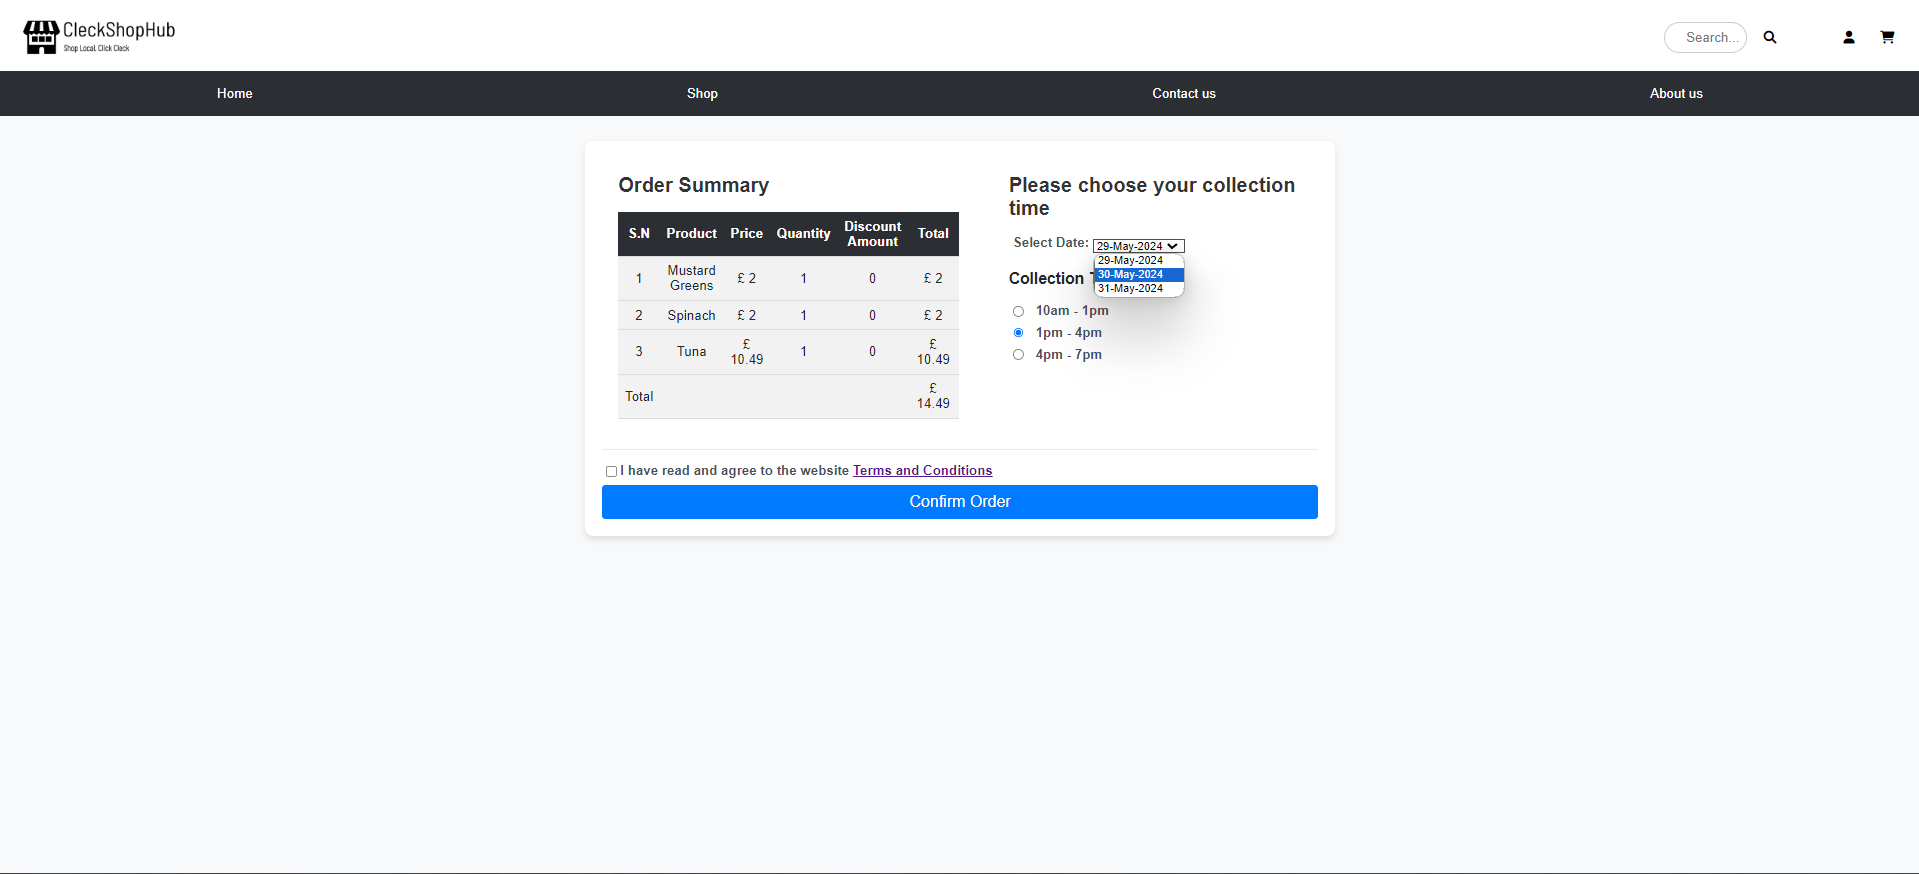 CleckShopHub
Shop Local, Click Cleck
Search...
Home
Shop
Contact us
About us
Order Summary
S.N Product Price Quantity Discount Amount Total
1 Mustard Greens £ 2 1 0 £ 2
2 Spinach £ 2 1 0 £ 2
3 Tuna £ 10.49 1 0 £ 10.49
Total £ 14.49
Please choose your collection
time
Select Date: 29-May-2024
29-May-2024
30-May-2024
31-May-2024
Collection
10am - 1pm
1pm - 4pm
4pm - 7pm
I have read and agree to the website Terms and Conditions
Confirm Order